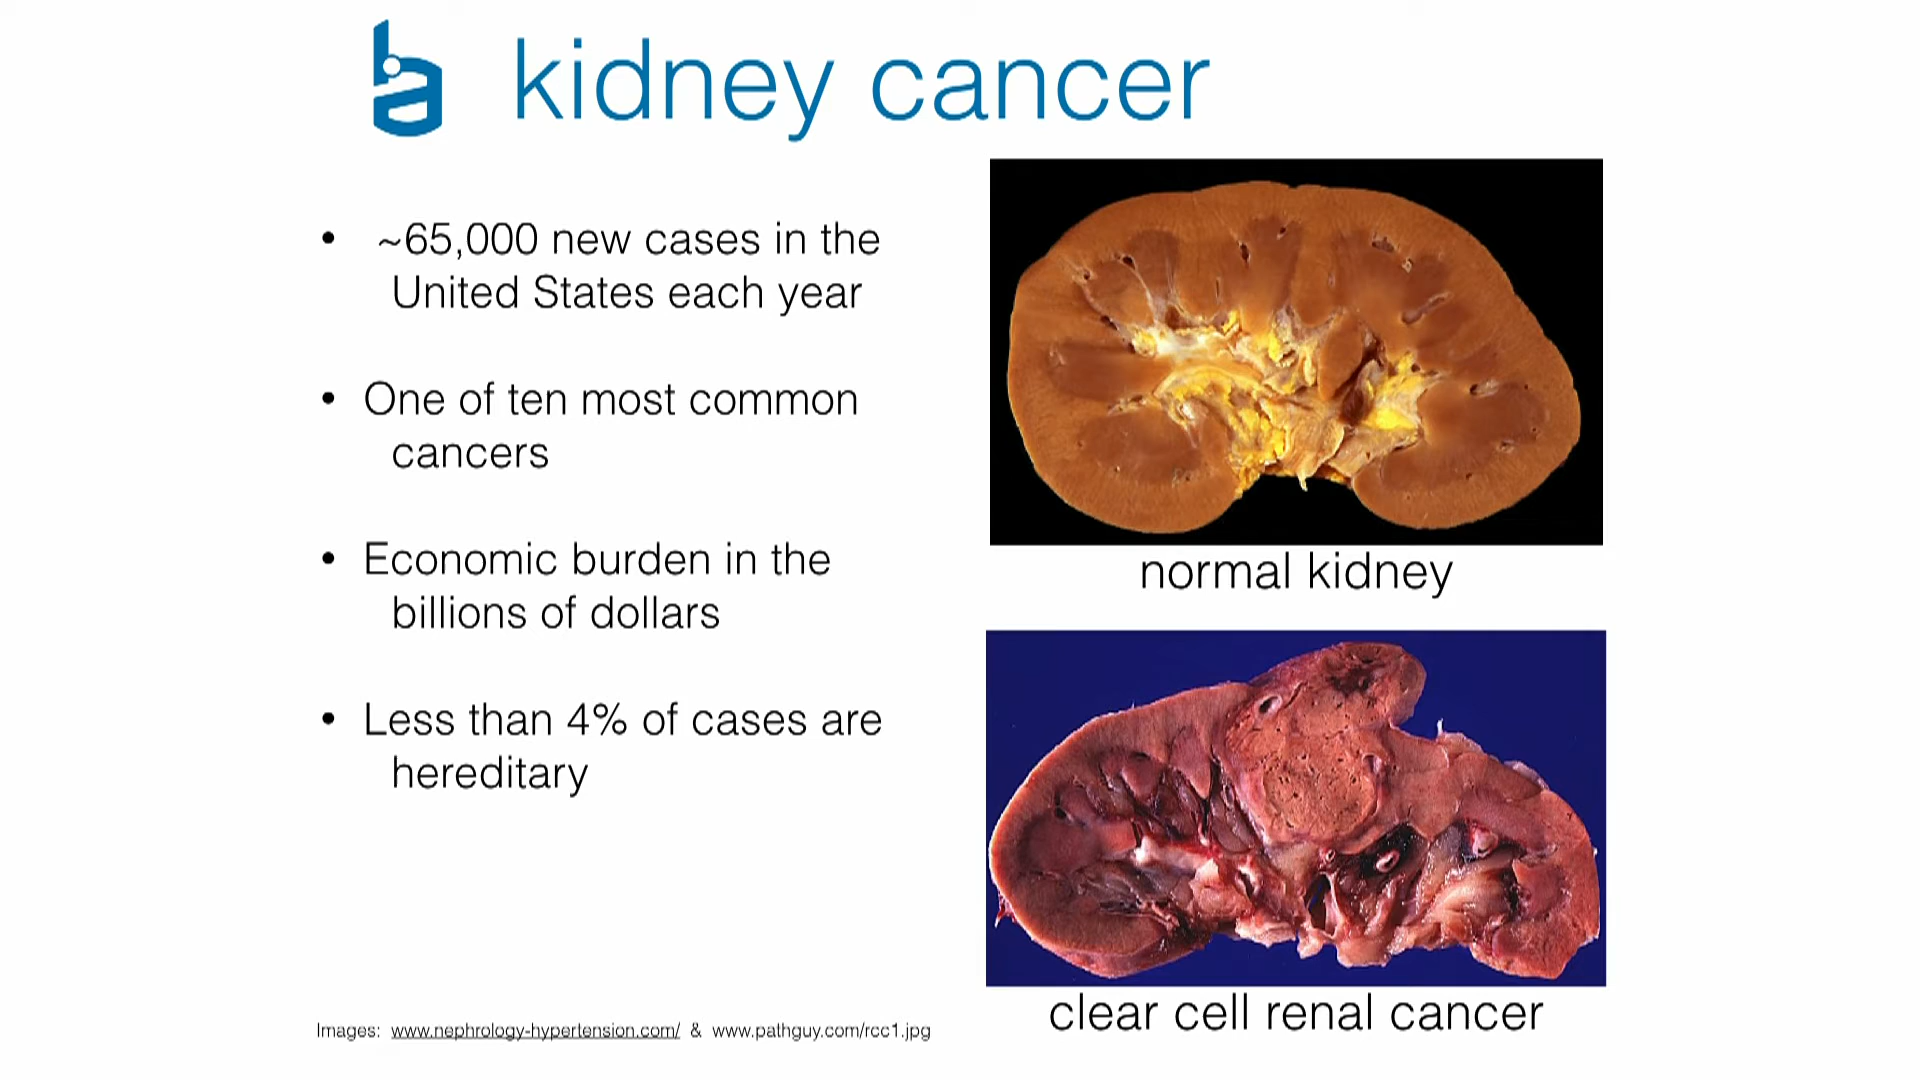 kidney cancer
• ~65,000 new cases in the
United States each year
• One of ten most common
cancers
• Economic burden in the
billions of dollars
• Less than 4% of cases are
hereditary
normal kidney
clear cell renal cancer
Images: www.nephrology-hypertension.com/ & www.pathguy.com/rcc1.jpg